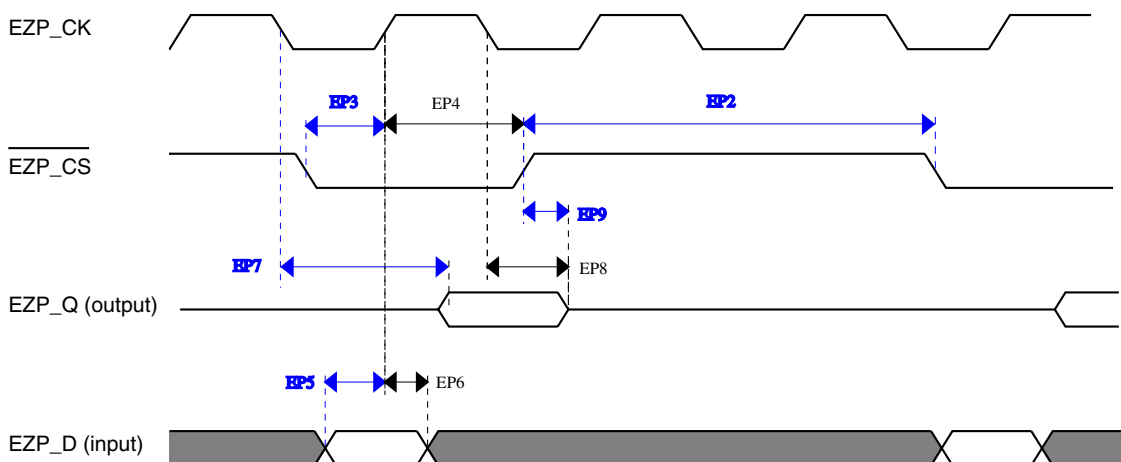 EZP_CK
EP3
EP4
EP2
EZP_CS
EP9
EP7
EP8
EZP_Q (output)
EP5
EP6
EZP_D (input)